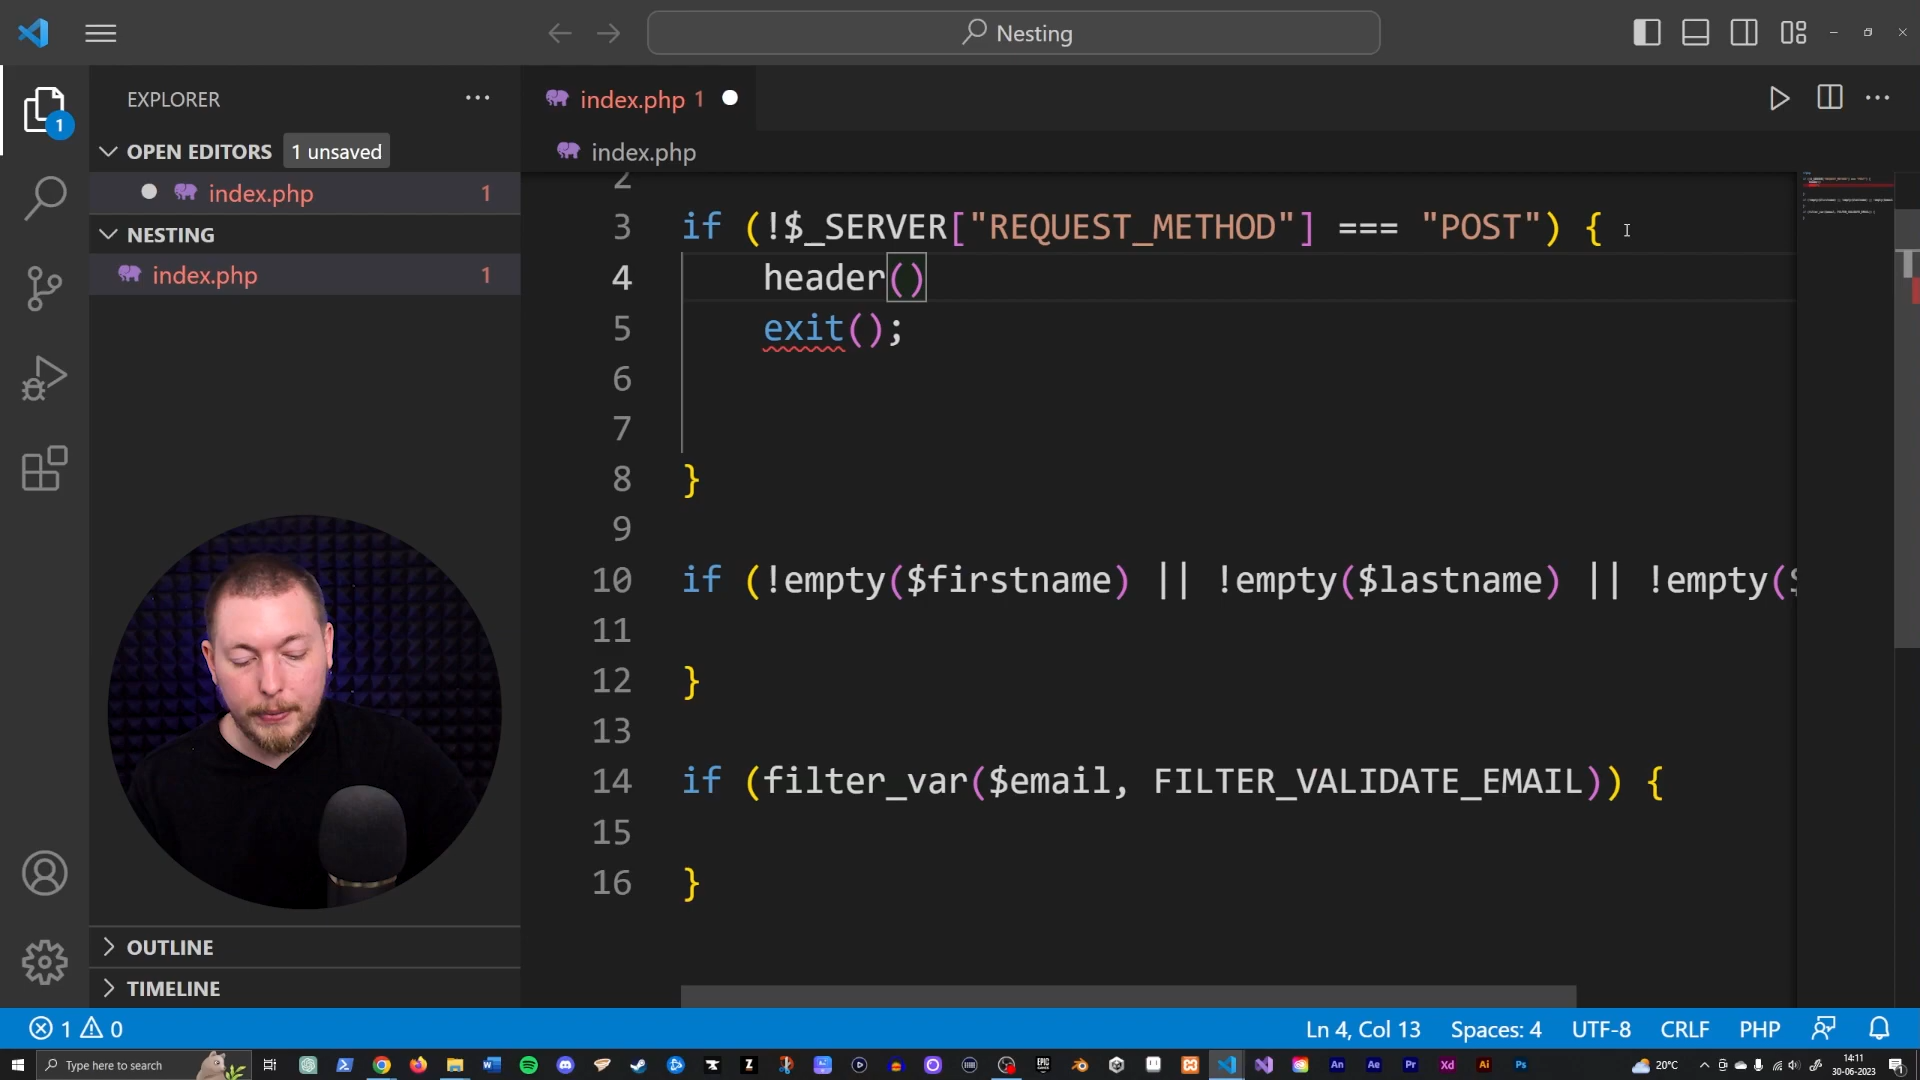 Nesting
EXPLORER
OPEN EDITORS 1 unsaved
index.php 1
NESTING
index.php 1
OUTLINE
TIMELINE
1
index.php 1
index.php
2
3 if (!$_SERVER["REQUEST_METHOD"] === "POST") {
4 header()
5 exit();
6
7
8 }
9
10 if (!empty($firstname) || !empty($lastname) || !empty($
11
12 }
13
14 if (filter_var($email, FILTER_VALIDATE_EMAIL)) {
15
16 }
1 0
Ln 4, Col 13 Spaces: 4 UTF-8 CRLF PHP
Type here to search
20°C
14:11
30-06-2023